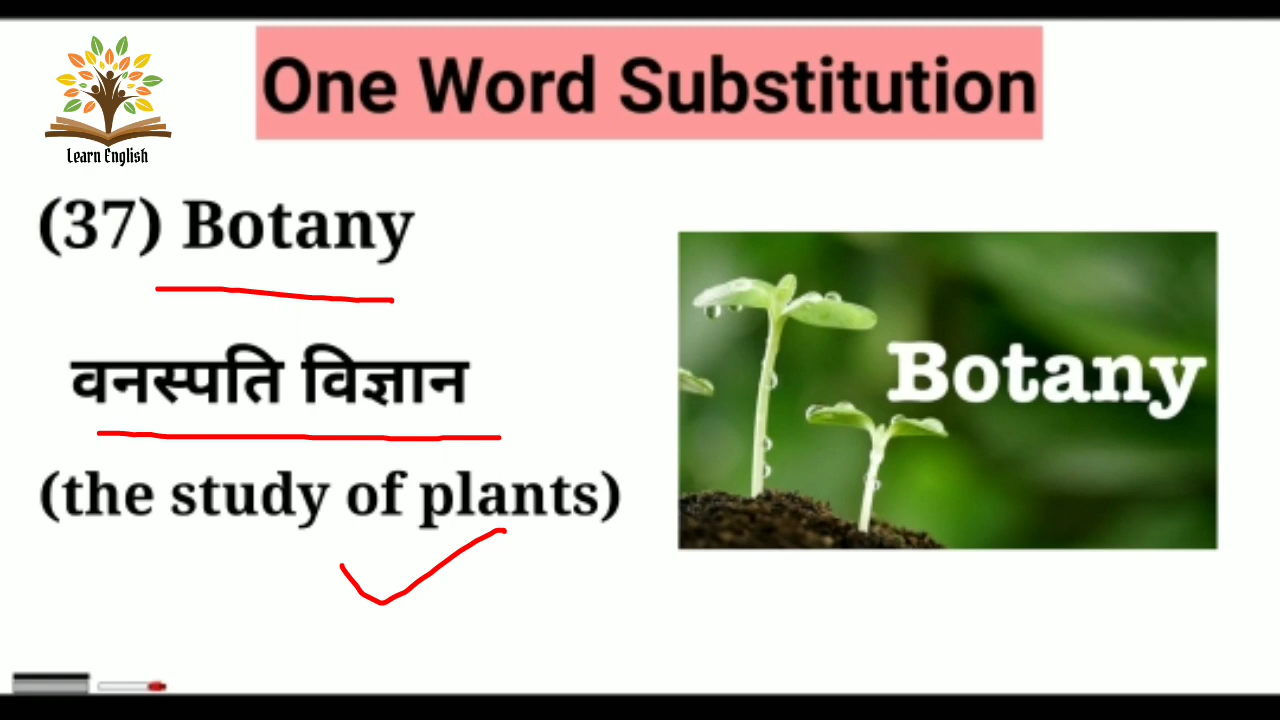 One Word Substitution
Learn English
(37) Botany
वनस्पति विज्ञान
(the study of plants)
Botany